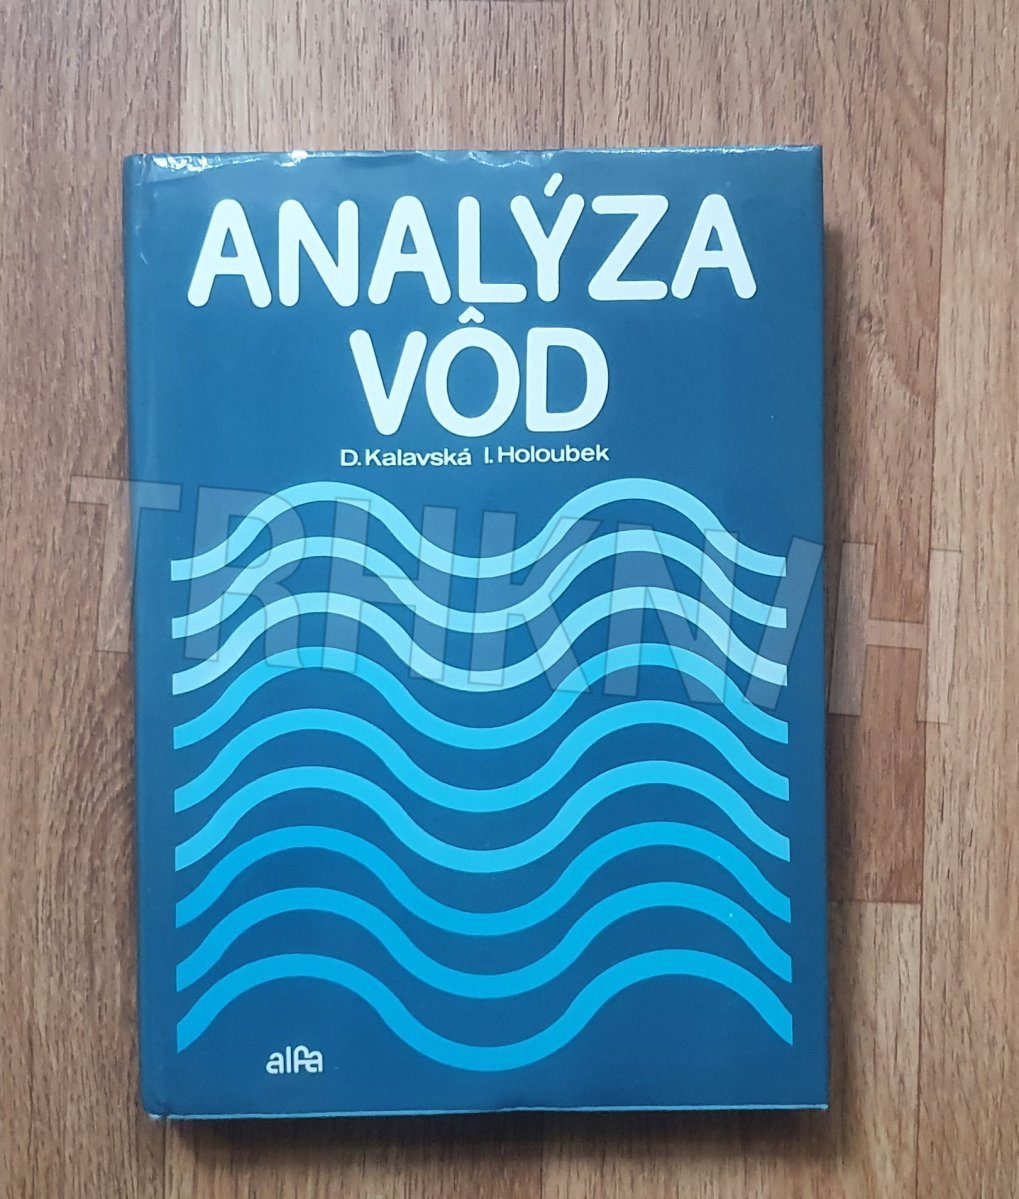 ANALÝZA
VÔD
D. Kalavská I. Holoubek
TRHKNIH
alfa